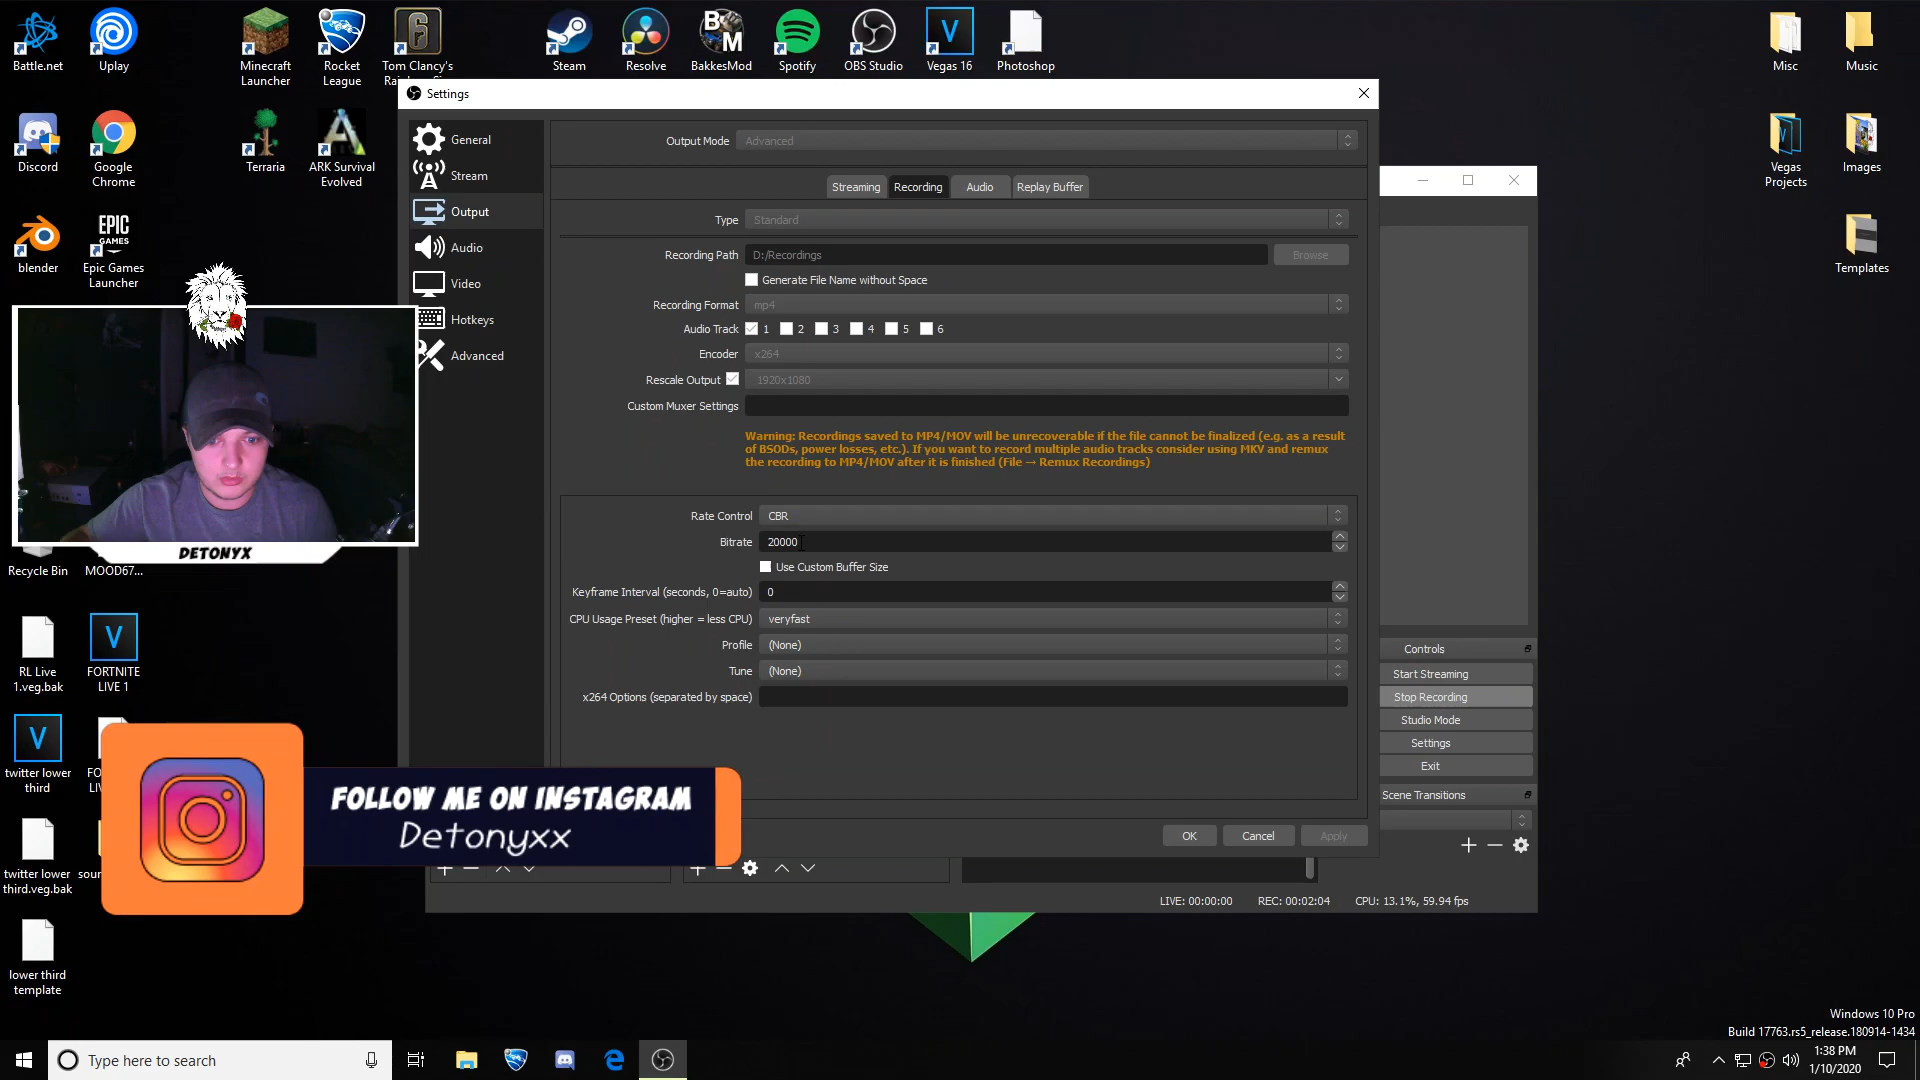 Battle.net
Uplay
Minecraft
Launcher
Rocket
League
Tom Clancy's
Steam
Resolve
B
M
BakkesMod
Spotify
OBS Studio
V
Vegas 16
Photoshop
Misc
Music
Discord
Google
Chrome
Terraria
ARK Survival
Evolved
Vegas
Projects
Images
blender
EPIC
GAMES
Epic Games
Launcher
Templates
Settings
General
Stream
Output
Audio
Video
Hotkeys
Advanced
Output Mode
Advanced
Streaming
Recording
Audio
Replay Buffer
Type
Standard
Recording Path
D:/Recordings
Browse
Generate File Name without Space
Recording Format
mp4
Audio Track
1 2 3 4 5 6
Encoder
x264
Rescale Output
1920x1080
Custom Muxer Settings
Warning: Recordings saved to MP4/MOV will be unrecoverable if the file cannot be finalized (e.g. as a result
of BSODs, power losses, etc.). If you want to record multiple audio tracks consider using MKV and remux
the recording to MP4/MOV after it is finished (File → Remux Recordings)
Rate Control
CBR
Bitrate
20000
Use Custom Buffer Size
Keyframe Interval (seconds, 0=auto)
0
CPU Usage Preset (higher = less CPU)
veryfast
Profile
(None)
Tune
(None)
x264 Options (separated by space)
OK
Cancel
Apply
Controls
Start Streaming
Stop Recording
Studio Mode
Settings
Exit
Scene Transitions
LIVE: 00:00:00
REC: 00:02:04
CPU: 13.1%, 59.94 fps
DETONYX
Recycle Bin
MOOD67...
RL Live
1.veg.bak
V
FORTNITE
LIVE 1
V
twitter lower
third
twitter lower
third.veg.bak
lower third
template
FOLLOW ME ON INSTAGRAM
Detonyxx
Windows 10 Pro
Build 17763.rs5_release.180914-1434
Type here to search
1:38 PM
1/10/2020